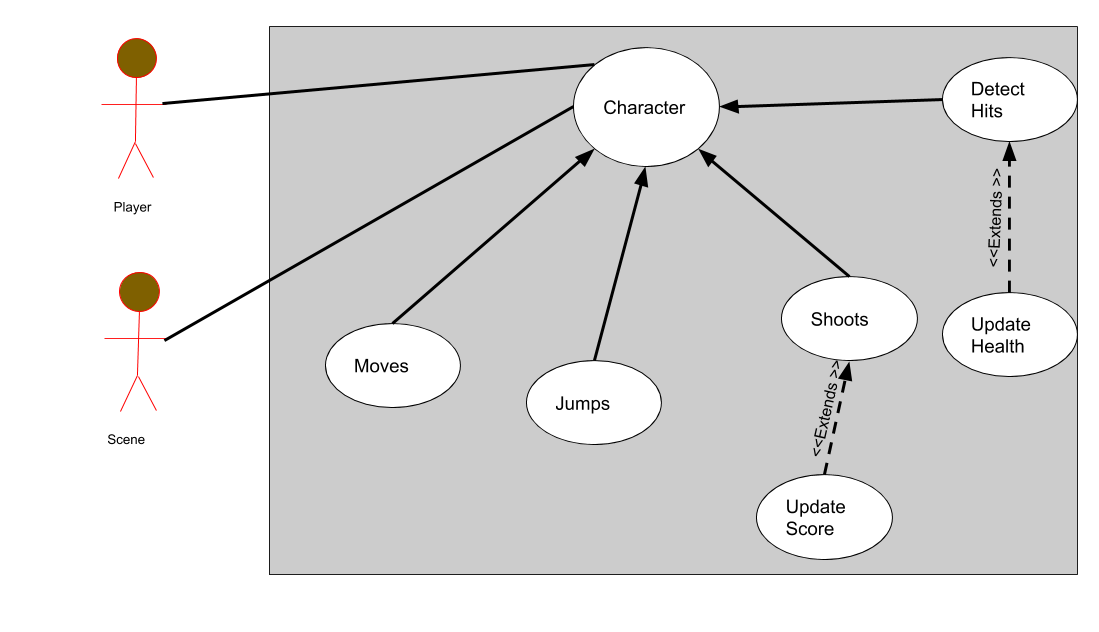 Character
Detect
Hits
Player
<<Extends >>
Shoots
Update
Health
Moves
Jumps
<<Extends >>
Scene
Update
Score